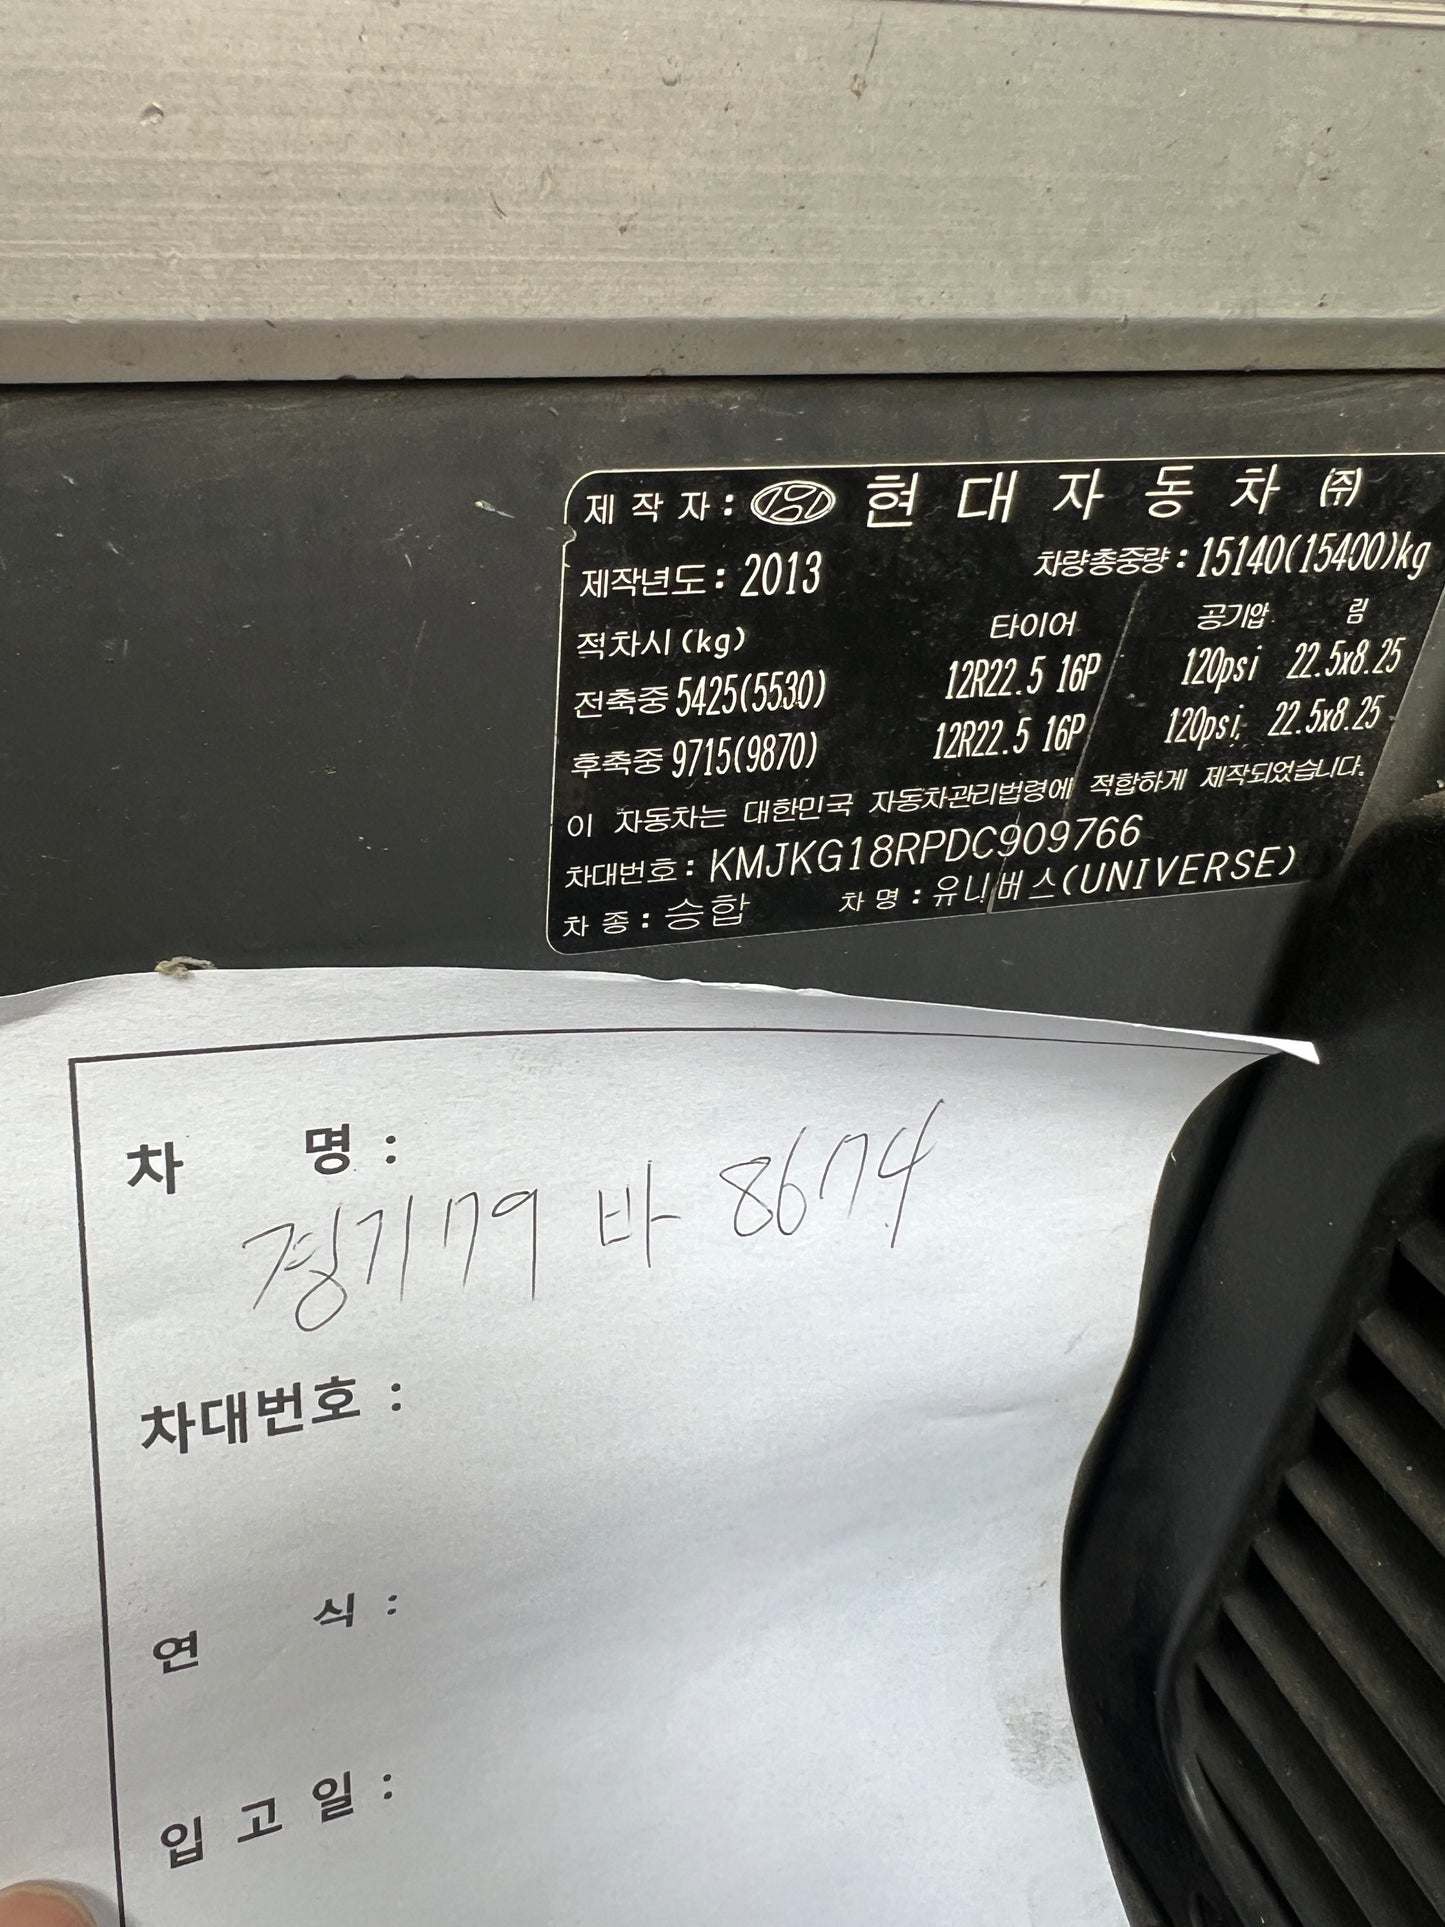 제 작 자 : 현 대 자 동 차 ㈜
제작년도 : 2013 차량총중량 : 15140(15400)kg
적차시(kg) 타이어 공기압 림
전축중 5425(5530) 12R22.5 16P 120psi 22.5x8.25
후축중 9715(9870) 12R22.5 16P 120psi, 22.5x8.25
이 자동차는 대한민국 자동차관리법령에 적합하게 제작되었습니다.
차대번호 : KMJKG18RPDC909766
차 종 : 승합 차 명 : 유니버스(UNIVERSE)
차 명 :
경기79 바 8674
차대번호 :
연 식 :
입 고 일 :